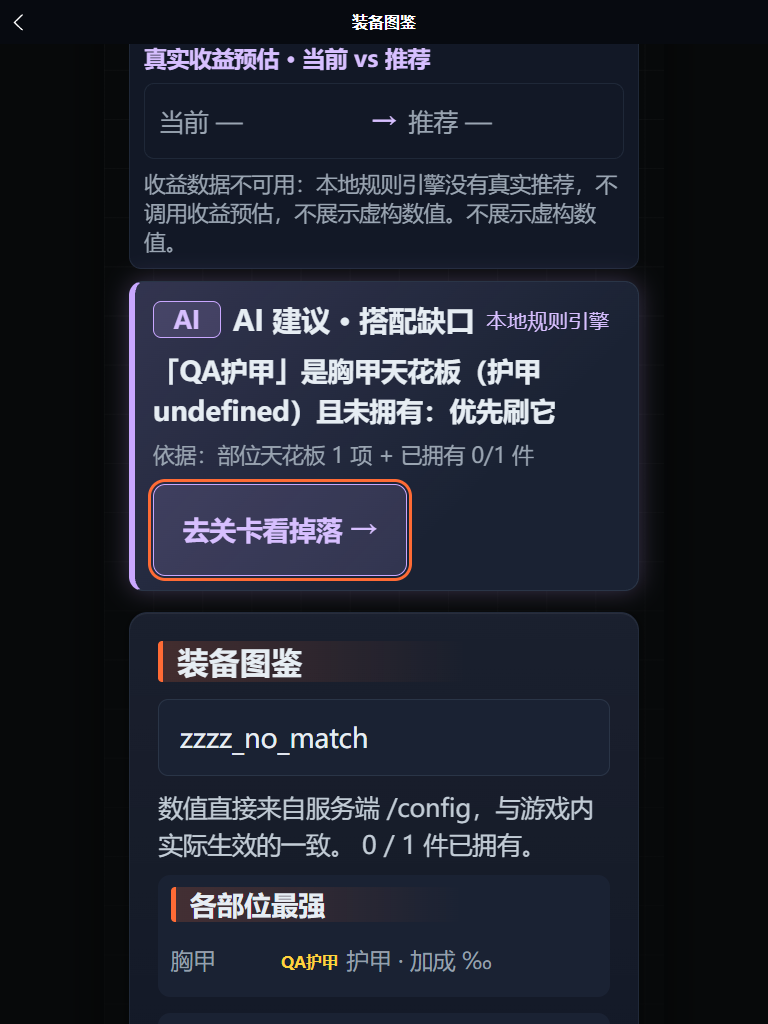 装备图鉴
真实收益预估·当前 vs 推荐
当前 — → 推荐 —
收益数据不可用：本地规则引擎没有真实推荐，不
调用收益预估，不展示虚构数值。不展示虚构数
值。
AI AI 建议·搭配缺口 本地规则引擎
「QA护甲」是胸甲天花板（护甲
undefined）且未拥有：优先刷它
依据：部位天花板 1 项 + 已拥有 0/1 件
去关卡看掉落 →
装备图鉴
zzzz_no_match
数值直接来自服务端 /config，与游戏内
实际生效的一致。 0 / 1 件已拥有。
各部位最强
胸甲 QA护甲 护甲 · 加成 ‰